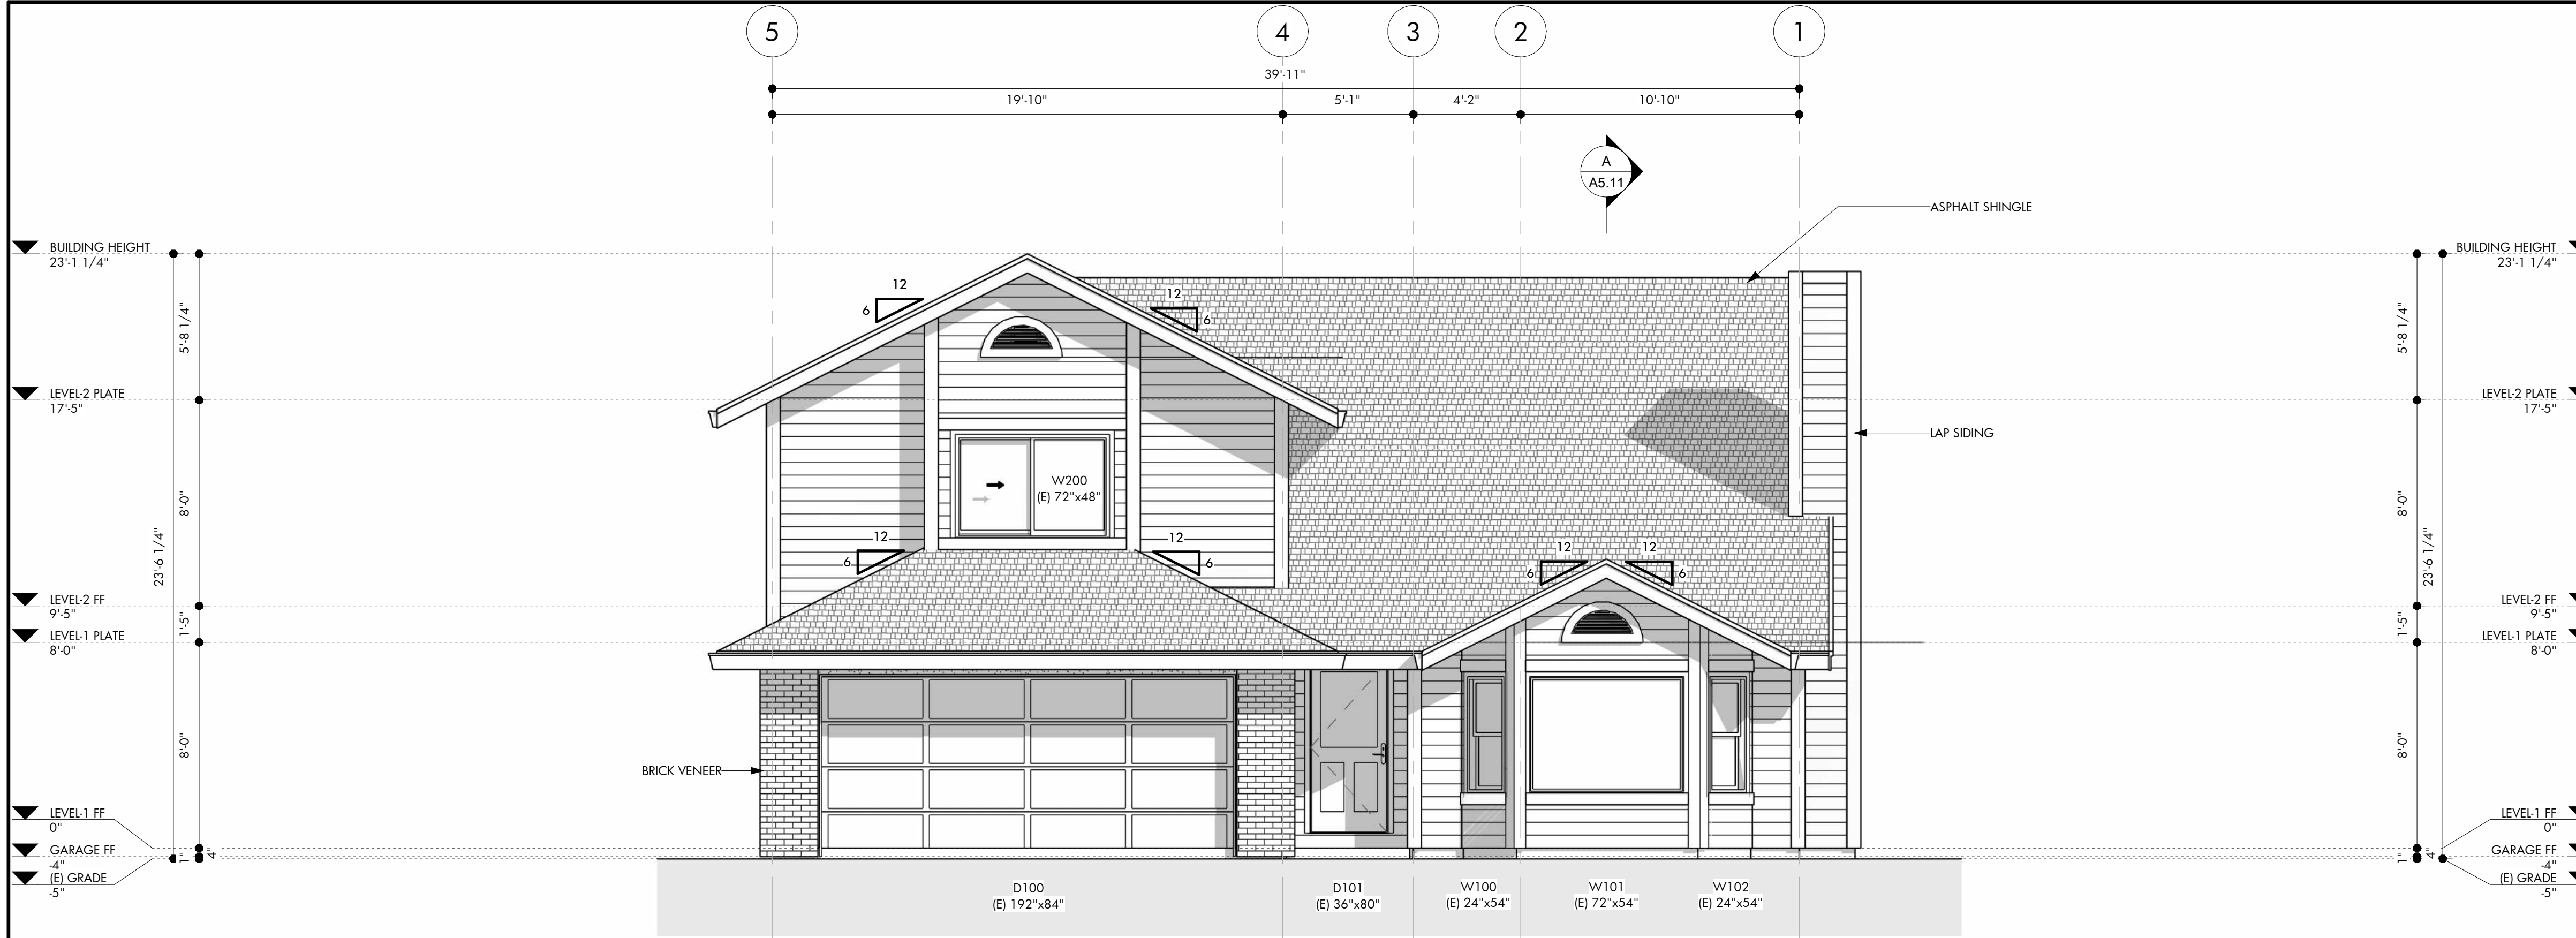 5
4
3
2
1
39'-11"
19'-10"
5'-1"
4'-2"
10'-10"
A
A5.11
ASPHALT SHINGLE
BUILDING HEIGHT
23'-1 1/4"
BUILDING HEIGHT
23'-1 1/4"
12
6
12
6
5'-8 1/4"
5'-8 1/4"
LEVEL-2 PLATE
17'-5"
LEVEL-2 PLATE
17'-5"
LAP SIDING
W200
(E) 72"x48"
8'-0"
8'-0"
12
6
12
6
12
6
12
6
23'-6 1/4"
23'-6 1/4"
LEVEL-2 FF
9'-5"
LEVEL-2 FF
9'-5"
1'-5"
1'-5"
LEVEL-1 PLATE
8'-0"
LEVEL-1 PLATE
8'-0"
8'-0"
8'-0"
BRICK VENEER
LEVEL-1 FF
0"
LEVEL-1 FF
0"
GARAGE FF
-4"
GARAGE FF
-4"
1"
4"
1"
4"
(E) GRADE
-5"
(E) GRADE
-5"
D100
(E) 192"x84"
D101
(E) 36"x80"
W100
(E) 24"x54"
W101
(E) 72"x54"
W102
(E) 24"x54"